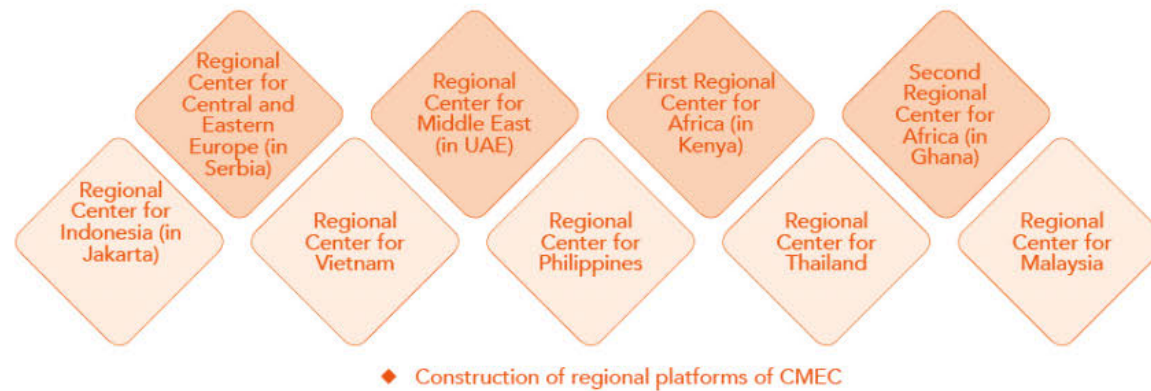 Regional
Center for
Central and
Eastern
Europe (in
Serbia)
Regional
Center for
Middle East
(in UAE)
First Regional
Center for
Africa (in
Kenya)
Second
Regional
Center for
Africa (in
Ghana)
Regional
Center for
Indonesia (in
Jakarta)
Regional
Center for
Vietnam
Regional
Center for
Philippines
Regional
Center for
Thailand
Regional
Center for
Malaysia
◆ Construction of regional platforms of CMEC